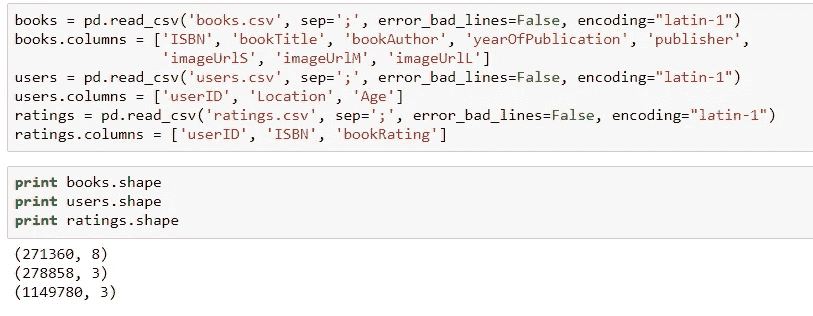 books = pd.read_csv('books.csv', sep=';', error_bad_lines=False, encoding="latin-1")
books.columns = ['ISBN', 'bookTitle', 'bookAuthor', 'yearOfPublication', 'publisher',
'imageUrlS', 'imageUrlM', 'imageUrlL']
users = pd.read_csv('users.csv', sep=';', error_bad_lines=False, encoding="latin-1")
users.columns = ['userID', 'Location', 'Age']
ratings = pd.read_csv('ratings.csv', sep=';', error_bad_lines=False, encoding="latin-1")
ratings.columns = ['userID', 'ISBN', 'bookRating']
print books.shape
print users.shape
print ratings.shape
(271360, 8)
(278858, 3)
(1149780, 3)